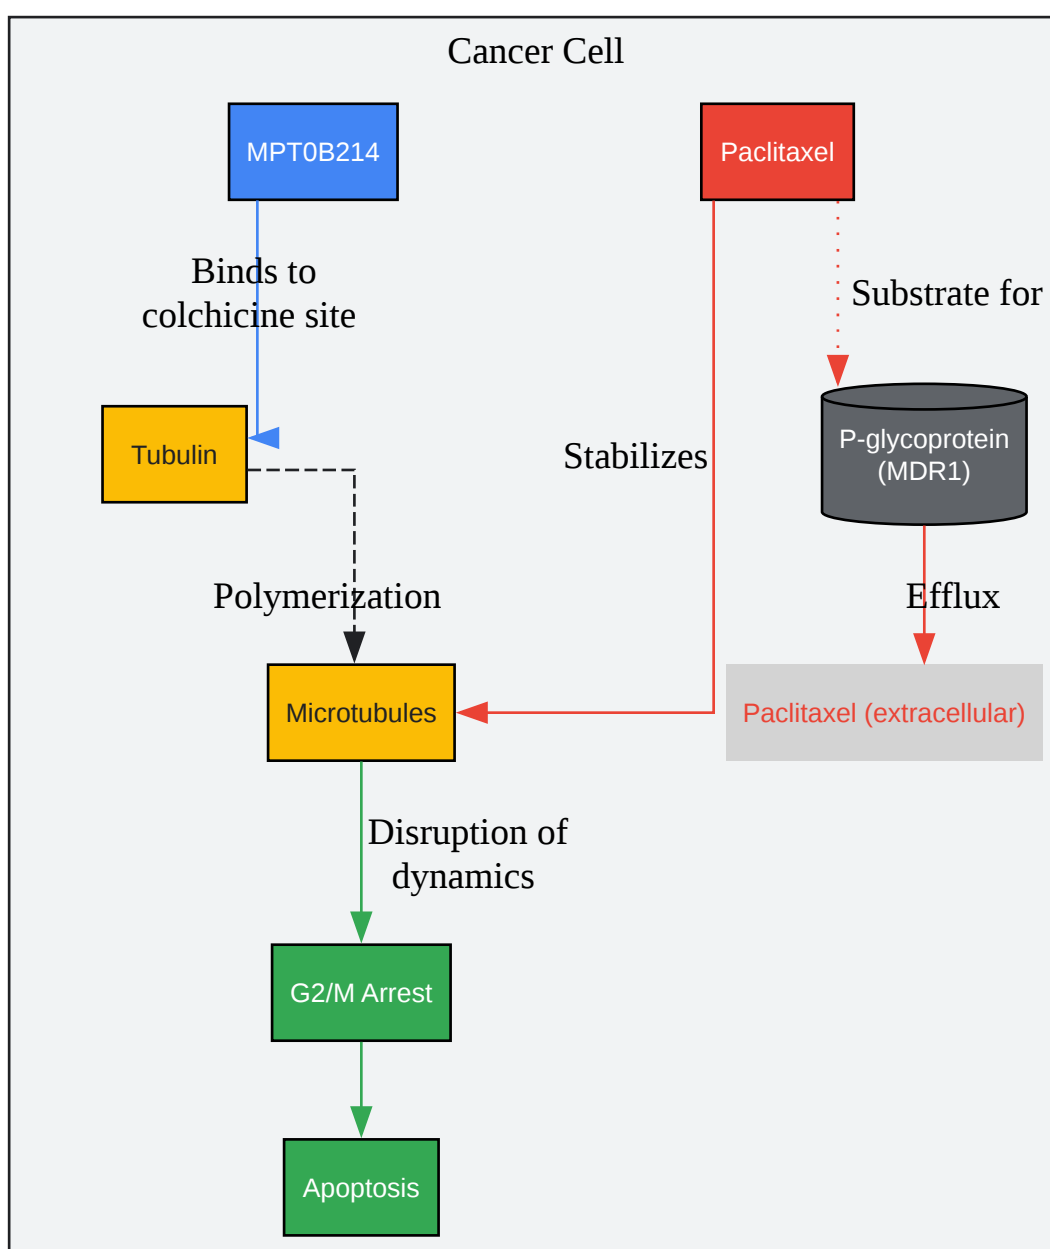 Cancer Cell
MPT0B214
Paclitaxel
Binds to
colchicine site
Substrate for
Tubulin
Stabilizes
P-glycoprotein
(MDR1)
Polymerization
Efflux
Microtubules
Paclitaxel (extracellular)
Disruption of
dynamics
G2/M Arrest
Apoptosis